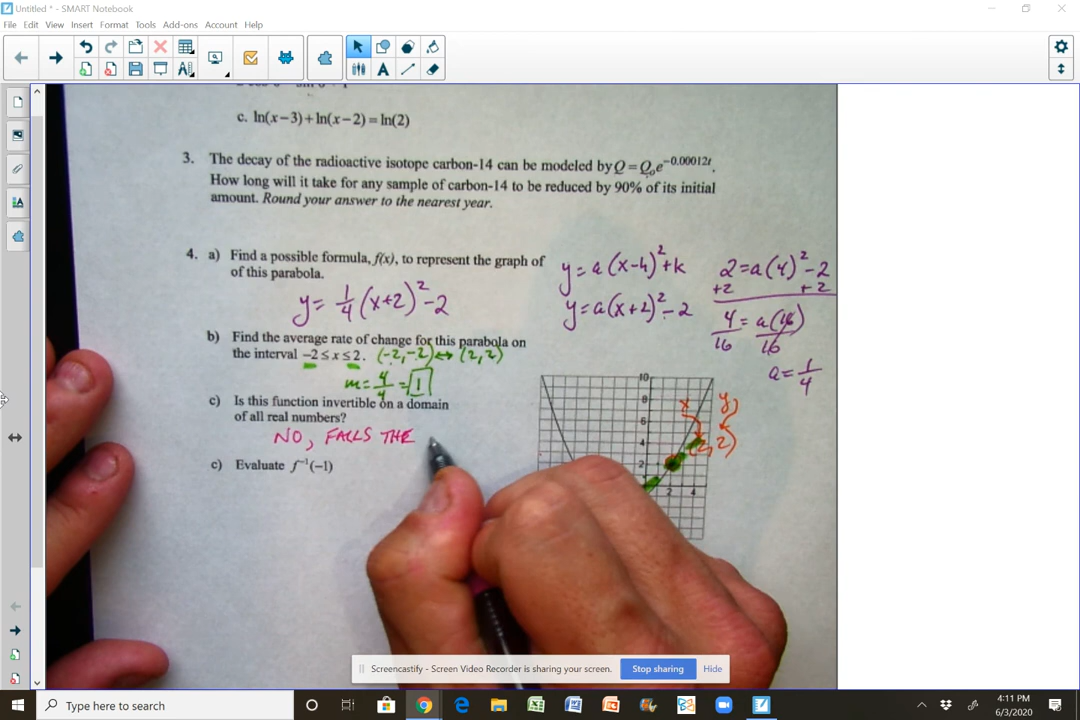 Untitled * - SMART Notebook
File Edit View Insert Format Tools Add-ons Account Help
c. ln(x−3)+ln(x−2)=ln(2)
3. The decay of the radioactive isotope carbon-14 can be modeled by Q = Q₀e^−0.00012t.
How long will it take for any sample of carbon-14 to be reduced by 90% of its initial
amount. Round your answer to the nearest year.
4. a) Find a possible formula, f(x), to represent the graph of
of this parabola.
y = 1/4 (x+2)² − 2
y = a(x−h)² + k
y = a(x+2)² − 2
2 = a(4)² − 2
+2 +2
4 = a(16)
16 16
a = 1/4
b) Find the average rate of change for this parabola on
the interval −2 ≤ x ≤ 2. (−2,−2) ↔ (2,2)
m = 4/4 = 1
c) Is this function invertible on a domain
of all real numbers?
NO, FAILS THE
c) Evaluate f⁻¹(−1)
10
8
6
4
2
2 4
x y
(2,2)
Screencastify - Screen Video Recorder is sharing your screen. Stop sharing Hide
Type here to search
4:11 PM
6/3/2020